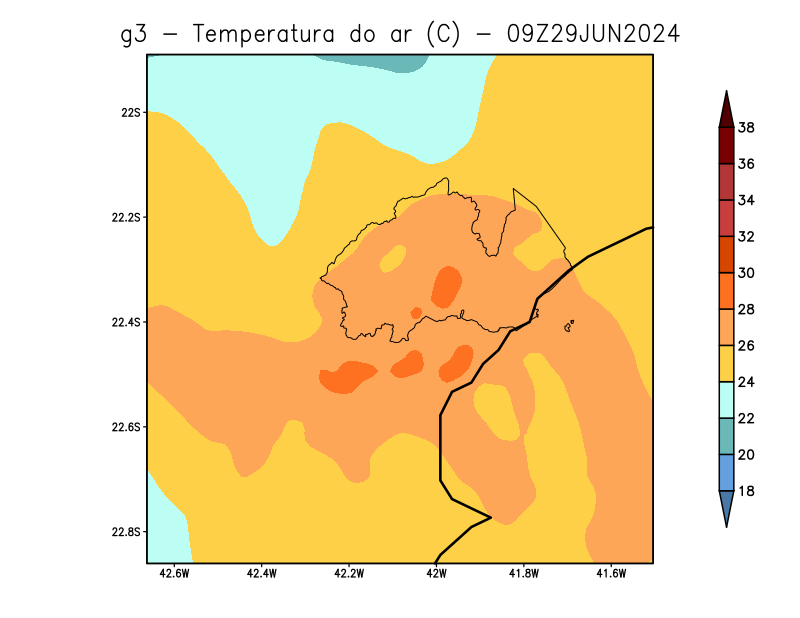 g3 - Temperatura do ar (C) - 09Z29JUN2024
22S
22.2S
22.4S
22.6S
22.8S
42.6W
42.4W
42.2W
42W
41.8W
41.6W
38
36
34
32
30
28
26
24
22
20
18